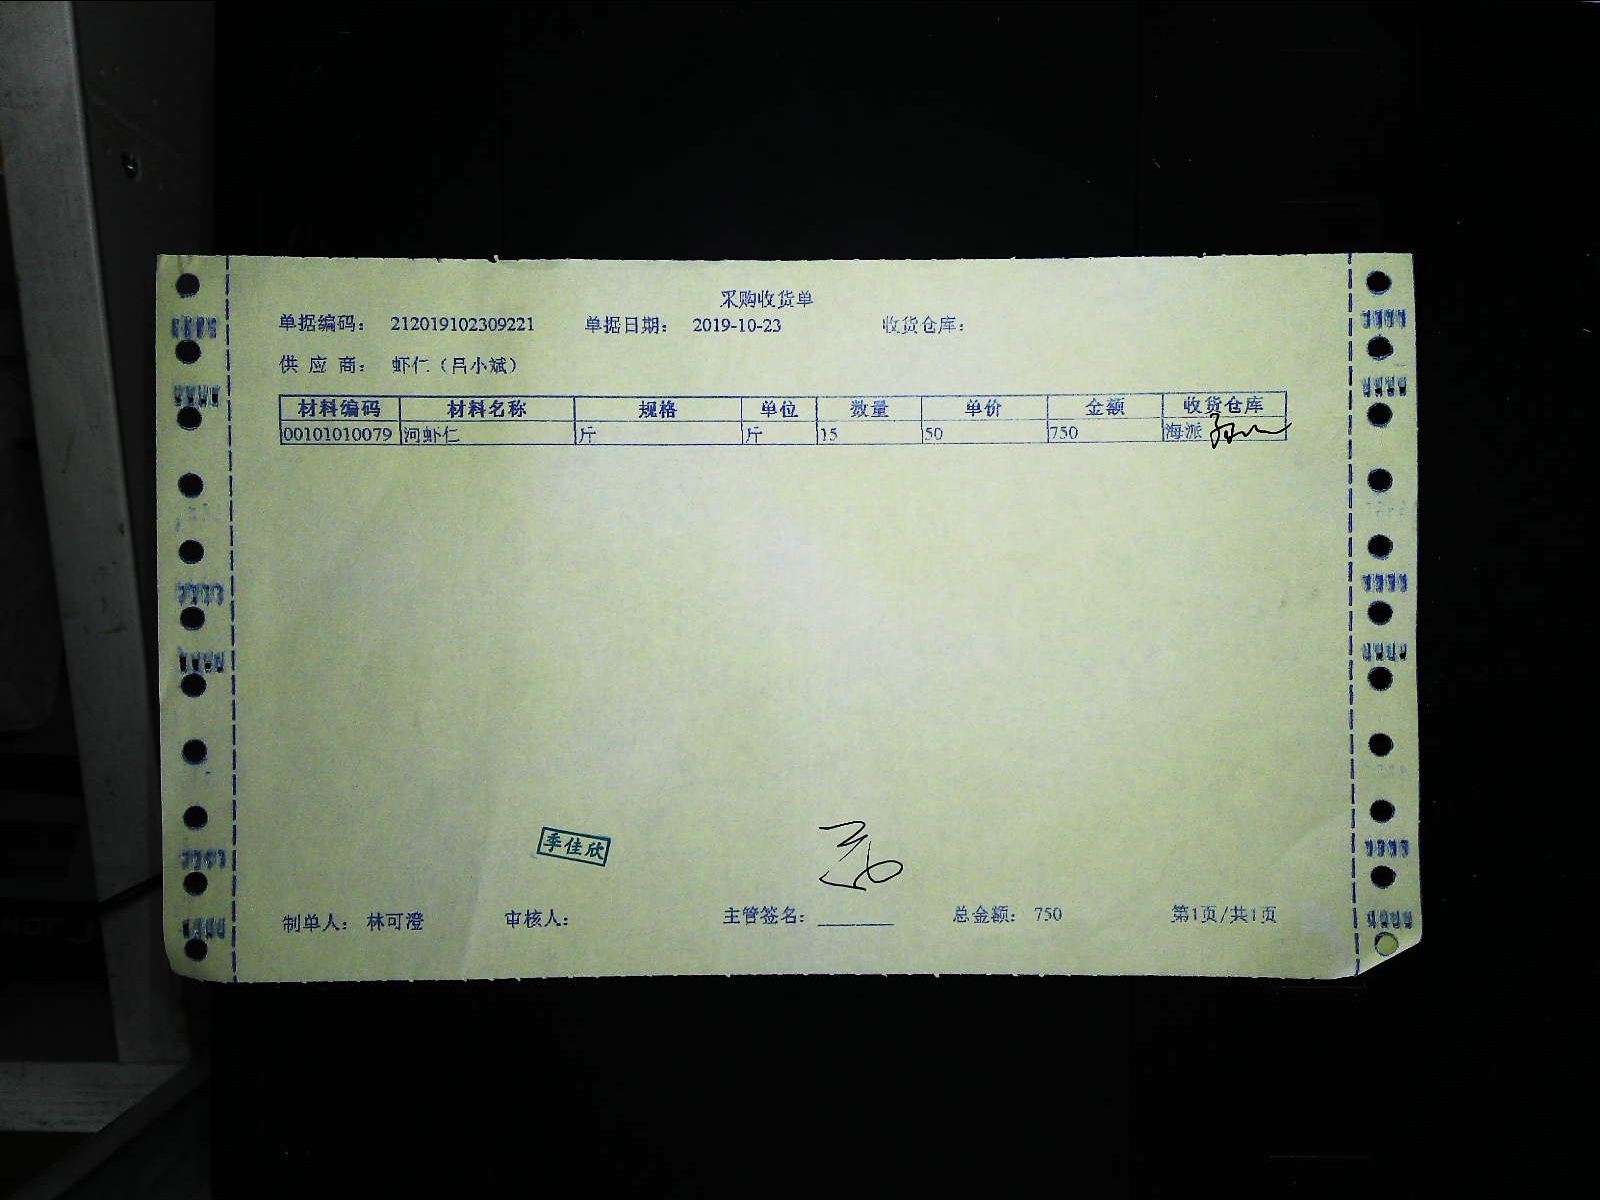 采购收货单
单据编码： 212019102309221 单据日期： 2019-10-23 收货仓库：
供 应 商： 虾仁（吕小斌）
材料编码 材料名称 规格 单位 数量 单价 金额 收货仓库
00101010079 河虾仁 斤 斤 15 50 750 海派
季佳欣
制单人： 林可澄 审核人： 主管签名：________ 总金额： 750 第1页/共1页